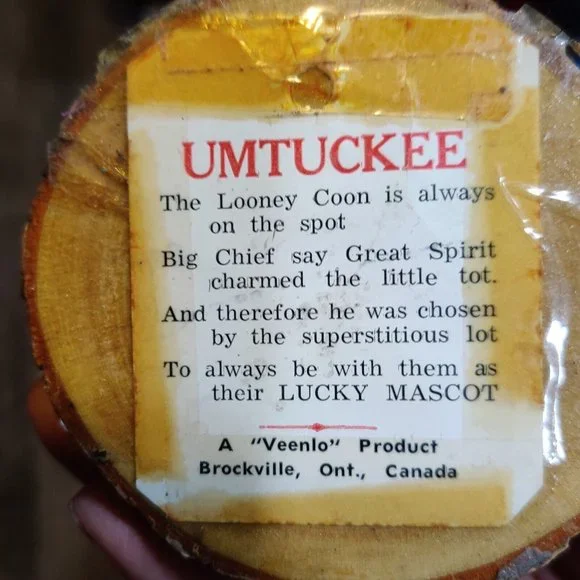 UMTUCKEE
The Looney Coon is always
on the spot
Big Chief say Great Spirit
charmed the little tot.
And therefore he was chosen
by the superstitious lot
To always be with them as
their LUCKY MASCOT
A "Veenlo" Product
Brockville, Ont., Canada